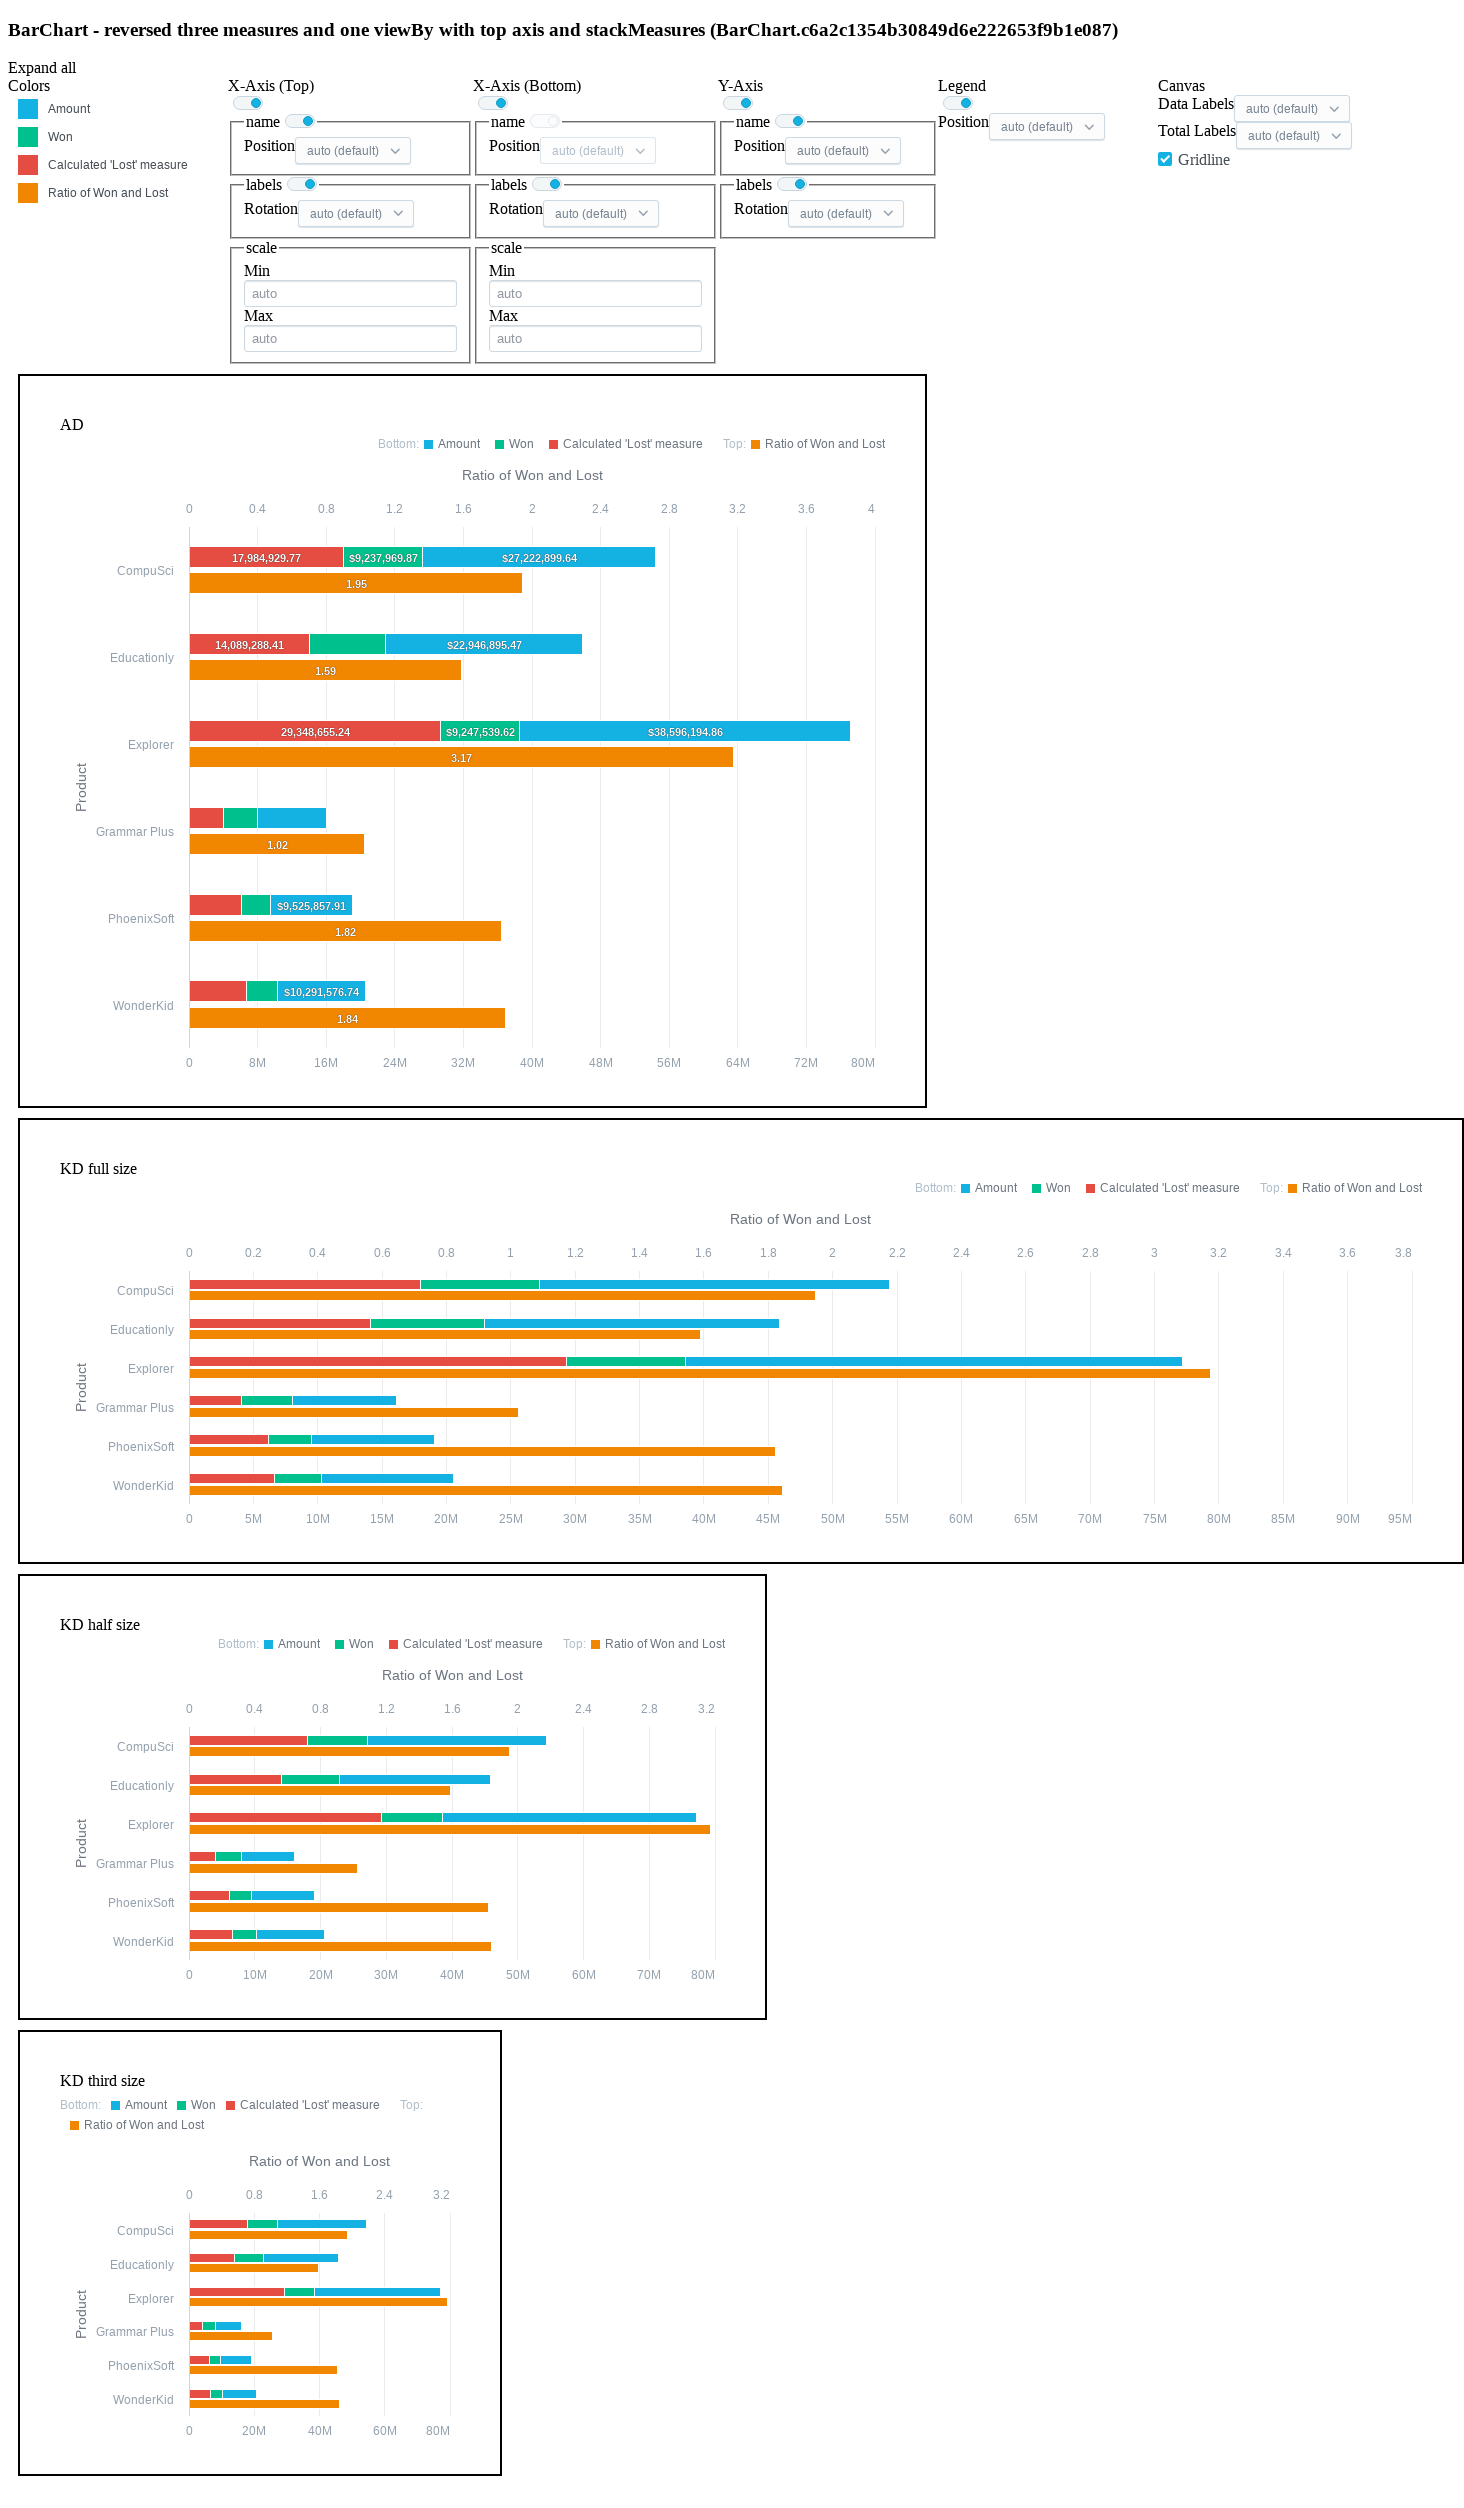 BarChart - reversed three measures and one viewBy with top axis and stackMeasures (BarChart.c6a2c1354b30849d6e222653f9b1e087)
Expand all
Colors
Amount
Won
Calculated 'Lost' measure
Ratio of Won and Lost
X-Axis (Top)
name
Position auto (default)
labels
Rotation auto (default)
scale
Min
auto
Max
auto
X-Axis (Bottom)
name
Position auto (default)
labels
Rotation auto (default)
scale
Min
auto
Max
auto
Y-Axis
name
Position auto (default)
labels
Rotation auto (default)
Legend
Position auto (default)
Canvas
Data Labels auto (default)
Total Labels auto (default)
Gridline
AD
Bottom: Amount Won Calculated 'Lost' measure Top: Ratio of Won and Lost
Ratio of Won and Lost
0 0.4 0.8 1.2 1.6 2 2.4 2.8 3.2 3.6 4
17,984,929.77 $9,237,969.87 $27,222,899.64
CompuSci
1.95
14,089,288.41 $22,946,895.47
Educationly
1.59
29,348,655.24 $9,247,539.62 $38,596,194.86
Explorer
3.17
Product
Grammar Plus
1.02
$9,525,857.91
PhoenixSoft
1.82
$10,291,576.74
WonderKid
1.84
0 8M 16M 24M 32M 40M 48M 56M 64M 72M 80M
KD full size
Bottom: Amount Won Calculated 'Lost' measure Top: Ratio of Won and Lost
Ratio of Won and Lost
0 0.2 0.4 0.6 0.8 1 1.2 1.4 1.6 1.8 2 2.2 2.4 2.6 2.8 3 3.2 3.4 3.6 3.8
CompuSci
Educationly
Explorer
Product
Grammar Plus
PhoenixSoft
WonderKid
0 5M 10M 15M 20M 25M 30M 35M 40M 45M 50M 55M 60M 65M 70M 75M 80M 85M 90M 95M
KD half size
Bottom: Amount Won Calculated 'Lost' measure Top: Ratio of Won and Lost
Ratio of Won and Lost
0 0.4 0.8 1.2 1.6 2 2.4 2.8 3.2
CompuSci
Educationly
Explorer
Product
Grammar Plus
PhoenixSoft
WonderKid
0 10M 20M 30M 40M 50M 60M 70M 80M
KD third size
Bottom: Amount Won Calculated 'Lost' measure Top:
Ratio of Won and Lost
Ratio of Won and Lost
0 0.8 1.6 2.4 3.2
CompuSci
Educationly
Explorer
Product
Grammar Plus
PhoenixSoft
WonderKid
0 20M 40M 60M 80M